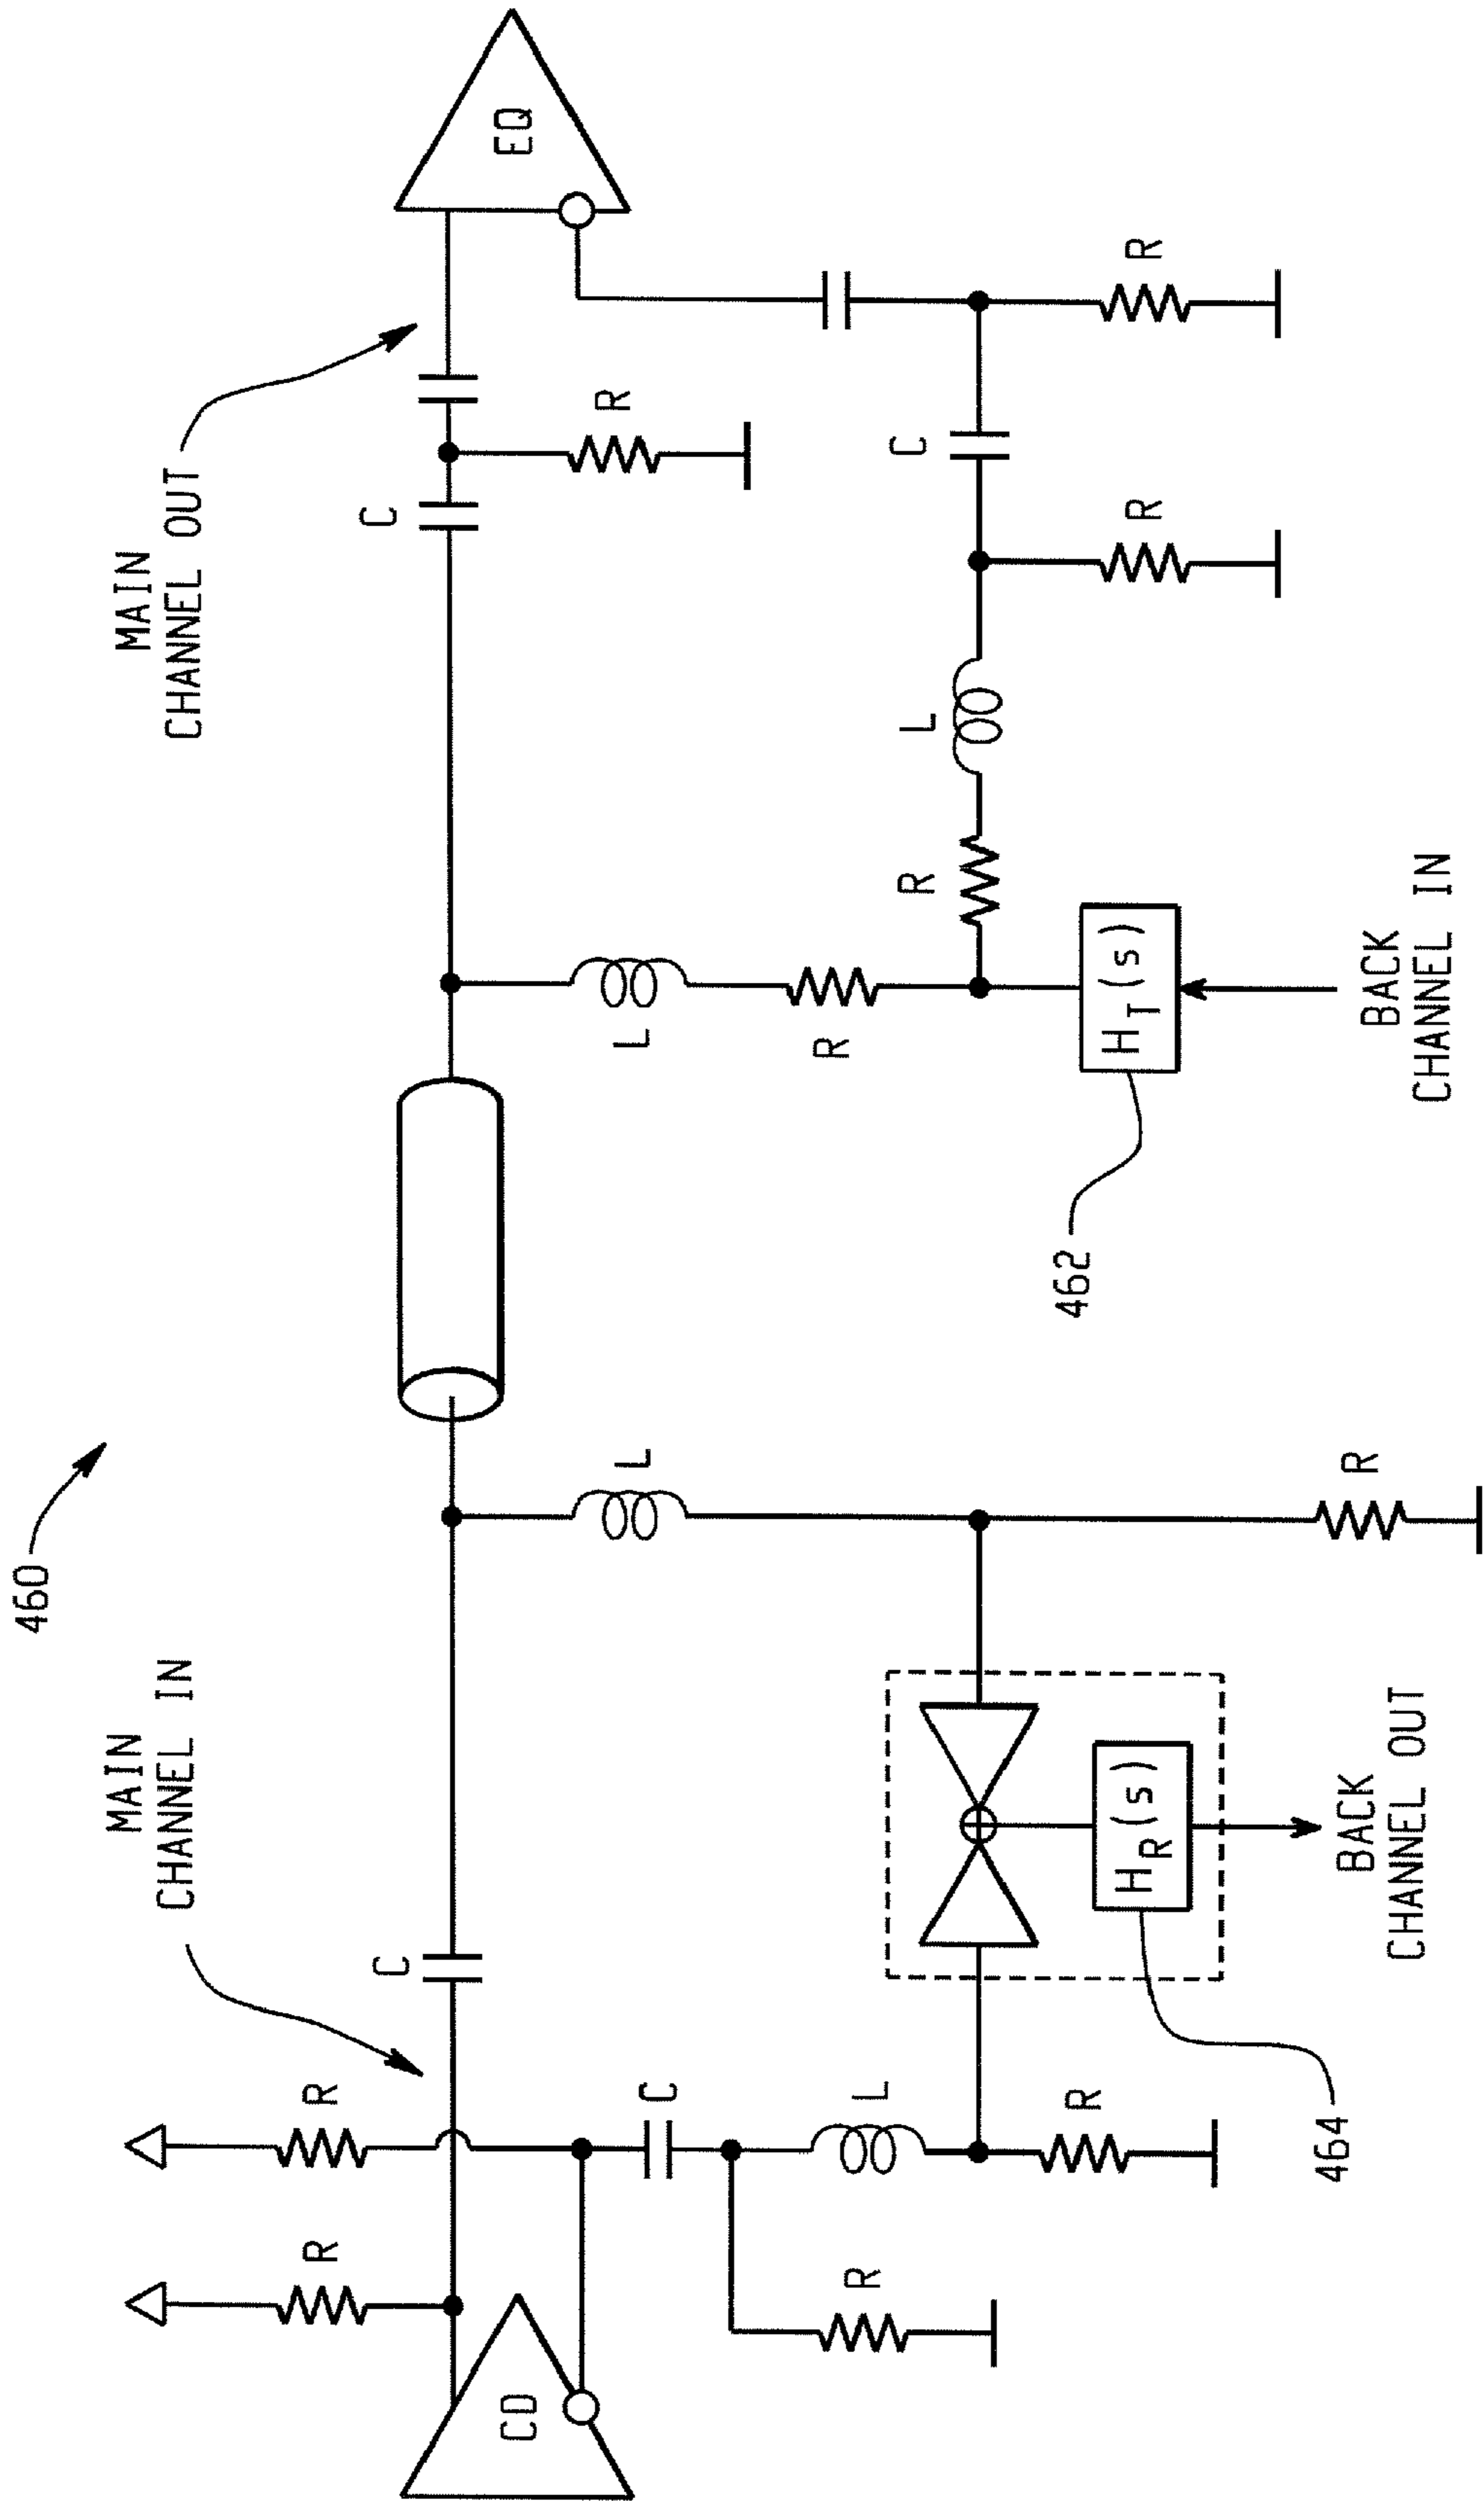 460
MAIN
CHANNEL IN
MAIN
CHANNEL OUT
R
R
C
C
CD
EQ
R
L
L
C
R
R
L
R
L
C
462
R
H_T(s)
H_R(s)
R
R
464
BACK
CHANNEL OUT
R
BACK
CHANNEL IN